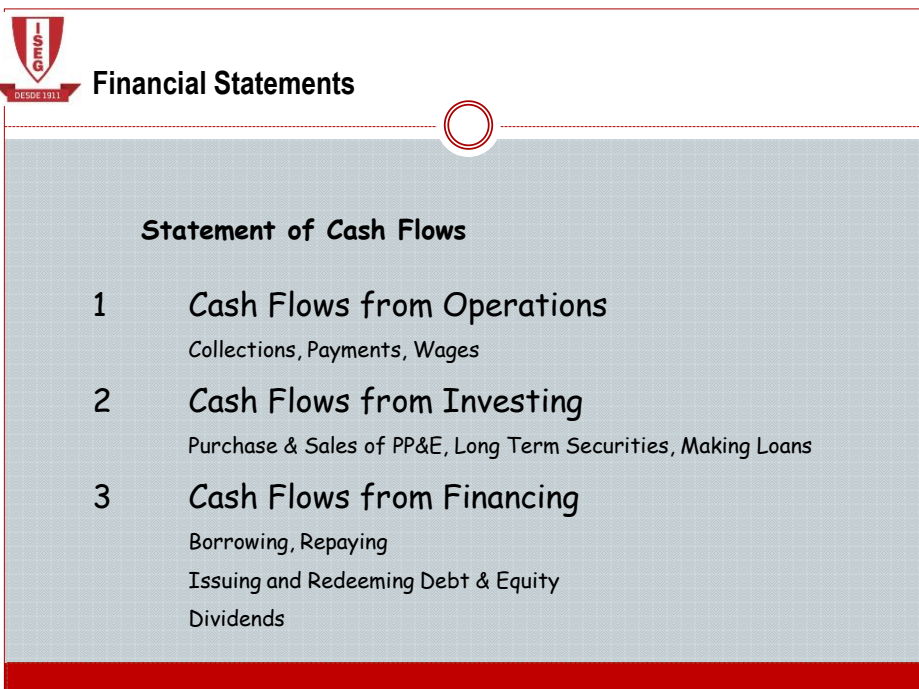 ISEG
DESDE 1911
Financial Statements
Statement of Cash Flows
1 Cash Flows from Operations
Collections, Payments, Wages
2 Cash Flows from Investing
Purchase & Sales of PP&E, Long Term Securities, Making Loans
3 Cash Flows from Financing
Borrowing, Repaying
Issuing and Redeeming Debt & Equity
Dividends